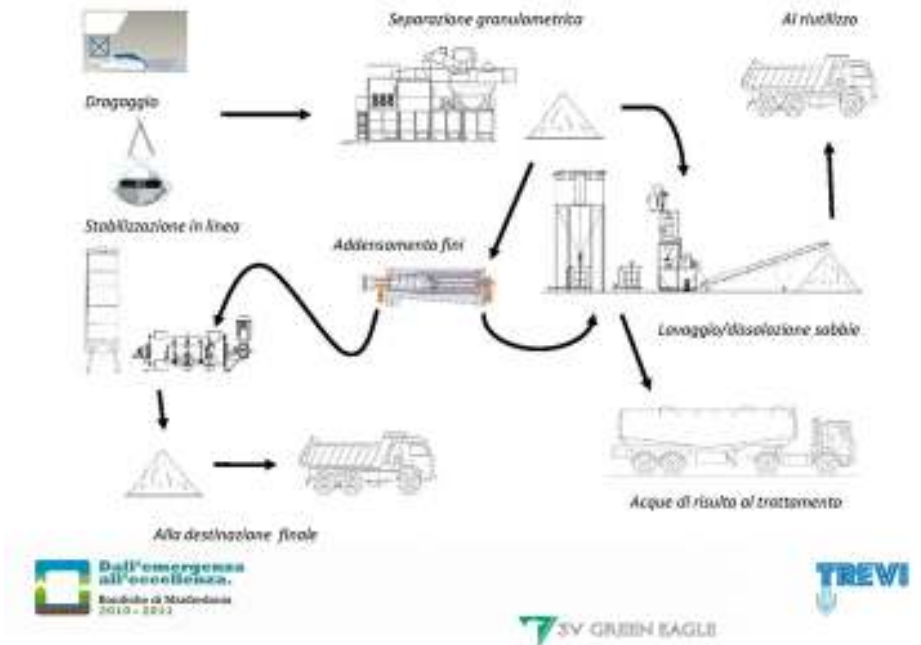 Separazione granulometrica
Al riutilizzo
Dragaggio
Stabilizzazione in linea
Addensamento fini
Lavaggio/dissalazione sabbie
Acque di risulta al trattamento
Alla destinazione finale
Dall'emergenza
all'eccellenza.
Bonifiche di Manfredonia
2010 - 2011
TREVI
3V GREEN EAGLE